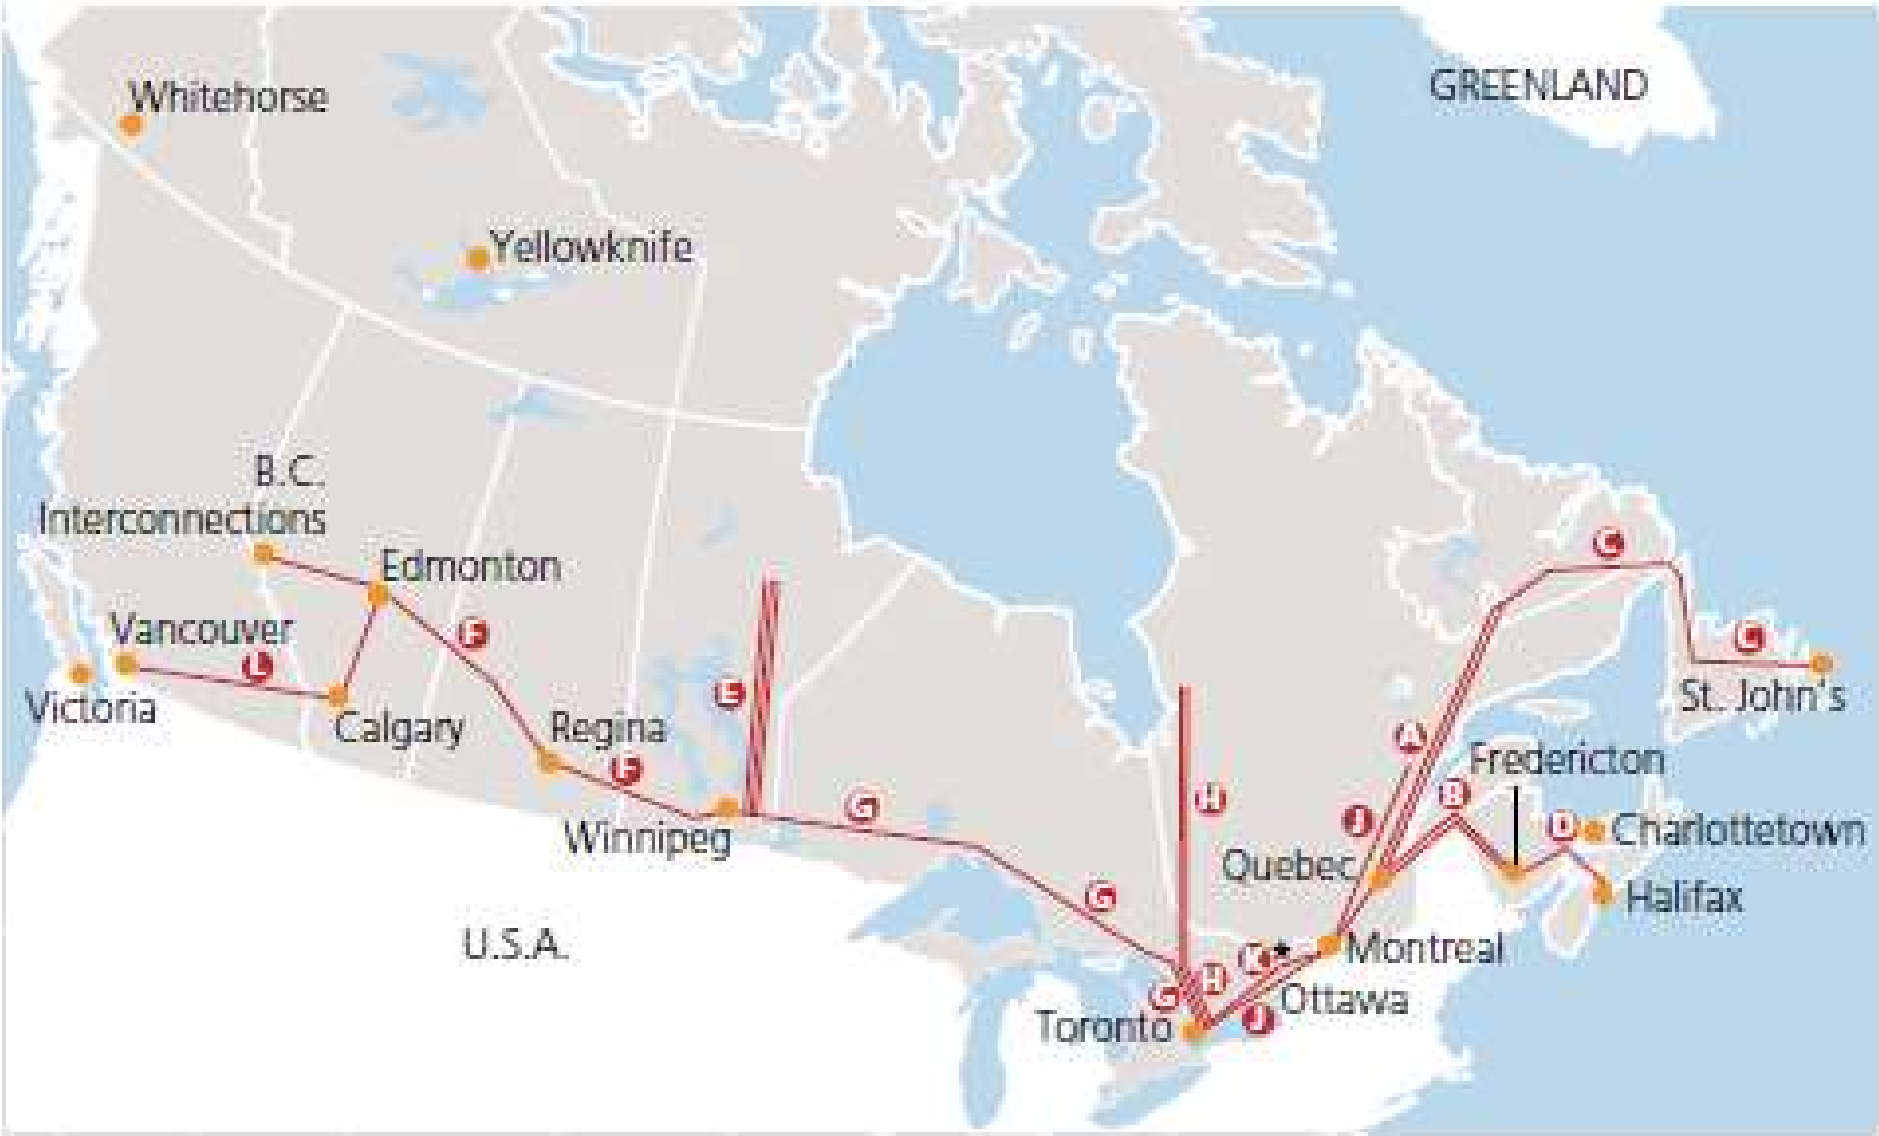 GREENLAND
Whitehorse
Yellowknife
B.C.
Interconnections
C
Edmonton
Vancouver
F
C
L
E
Victoria
St. John's
Calgary
Regina
A
Fredericton
F
G
H
B
J
D
Charlottetown
Winnipeg
Quebec
G
Halifax
U.S.A.
K
Montreal
H
G
Ottawa
Toronto
J